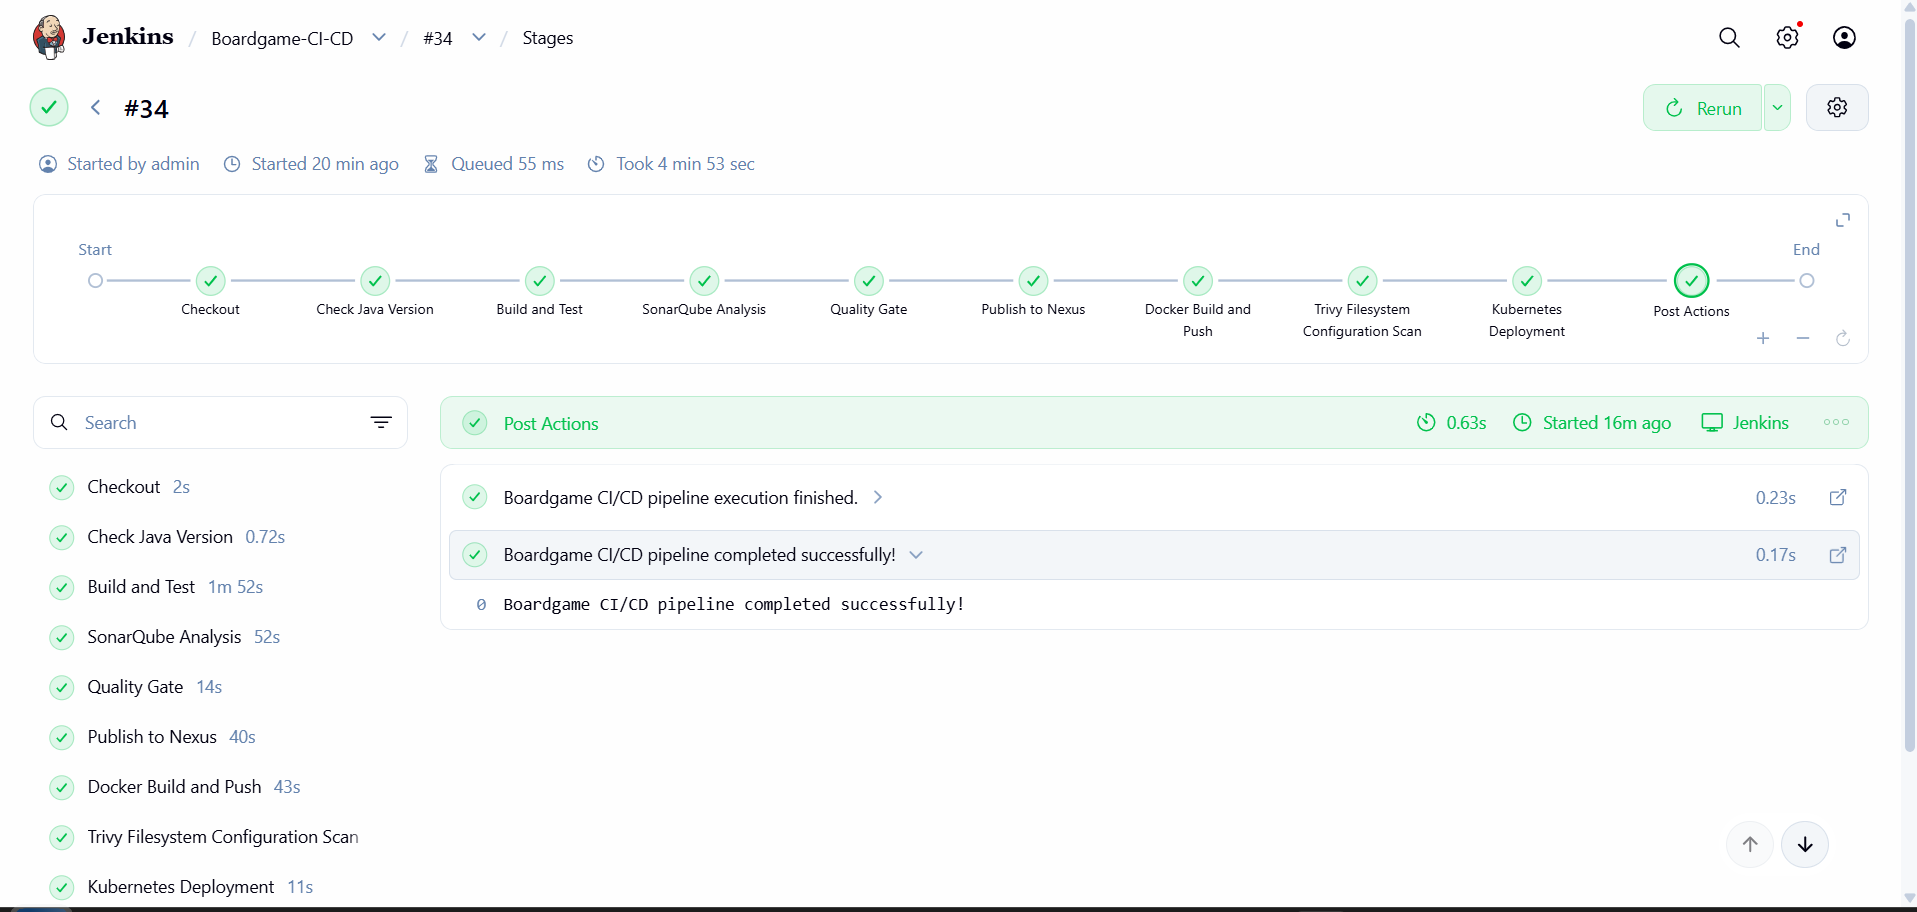 Jenkins / Boardgame-CI-CD / #34 / Stages
#34
Rerun
Started by admin Started 20 min ago Queued 55 ms Took 4 min 53 sec
Start End
Checkout Check Java Version Build and Test SonarQube Analysis Quality Gate Publish to Nexus Docker Build and Push Trivy Filesystem Configuration Scan Kubernetes Deployment Post Actions
Search
Checkout 2s
Check Java Version 0.72s
Build and Test 1m 52s
SonarQube Analysis 52s
Quality Gate 14s
Publish to Nexus 40s
Docker Build and Push 43s
Trivy Filesystem Configuration Scan
Kubernetes Deployment 11s
Post Actions 0.63s Started 16m ago Jenkins
Boardgame CI/CD pipeline execution finished. 0.23s
Boardgame CI/CD pipeline completed successfully! 0.17s
0 Boardgame CI/CD pipeline completed successfully!